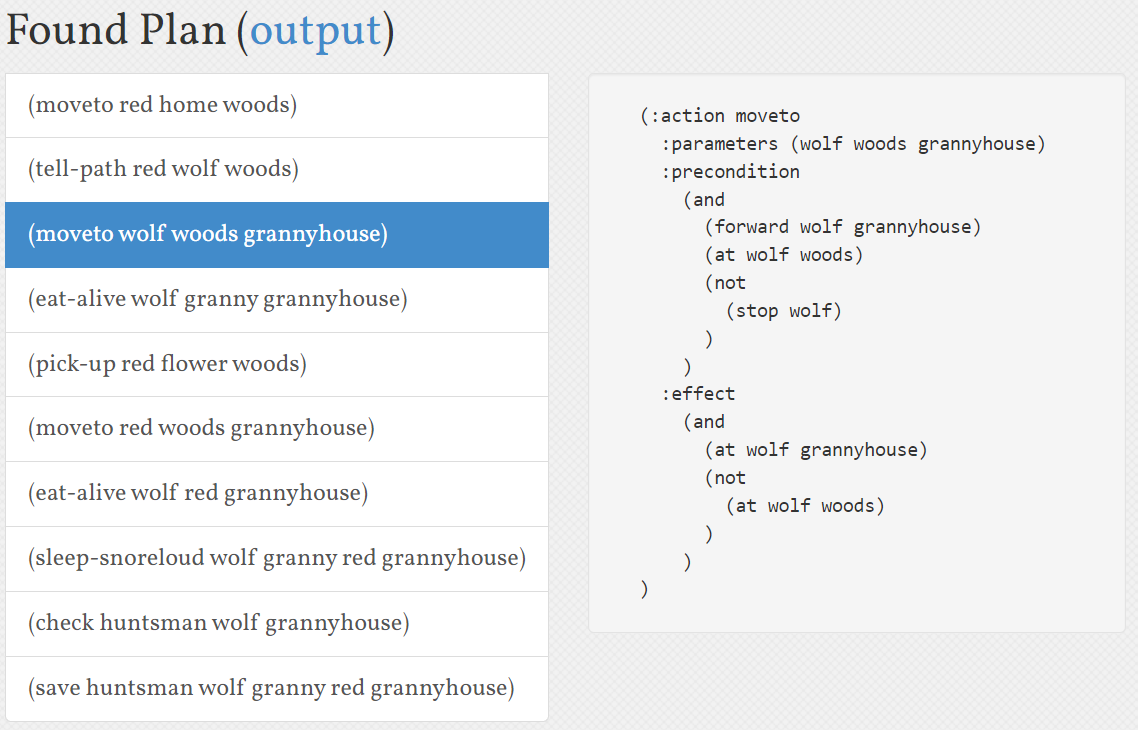 Found Plan (output)
(moveto red home woods)
(tell-path red wolf woods)
(moveto wolf woods grannyhouse)
(eat-alive wolf granny grannyhouse)
(pick-up red flower woods)
(moveto red woods grannyhouse)
(eat-alive wolf red grannyhouse)
(sleep-snoreloud wolf granny red grannyhouse)
(check huntsman wolf grannyhouse)
(save huntsman wolf granny red grannyhouse)
(:action moveto
  :parameters (wolf woods grannyhouse)
  :precondition
    (and
      (forward wolf grannyhouse)
      (at wolf woods)
      (not
        (stop wolf)
      )
    )
  :effect
    (and
      (at wolf grannyhouse)
      (not
        (at wolf woods)
      )
    )
)